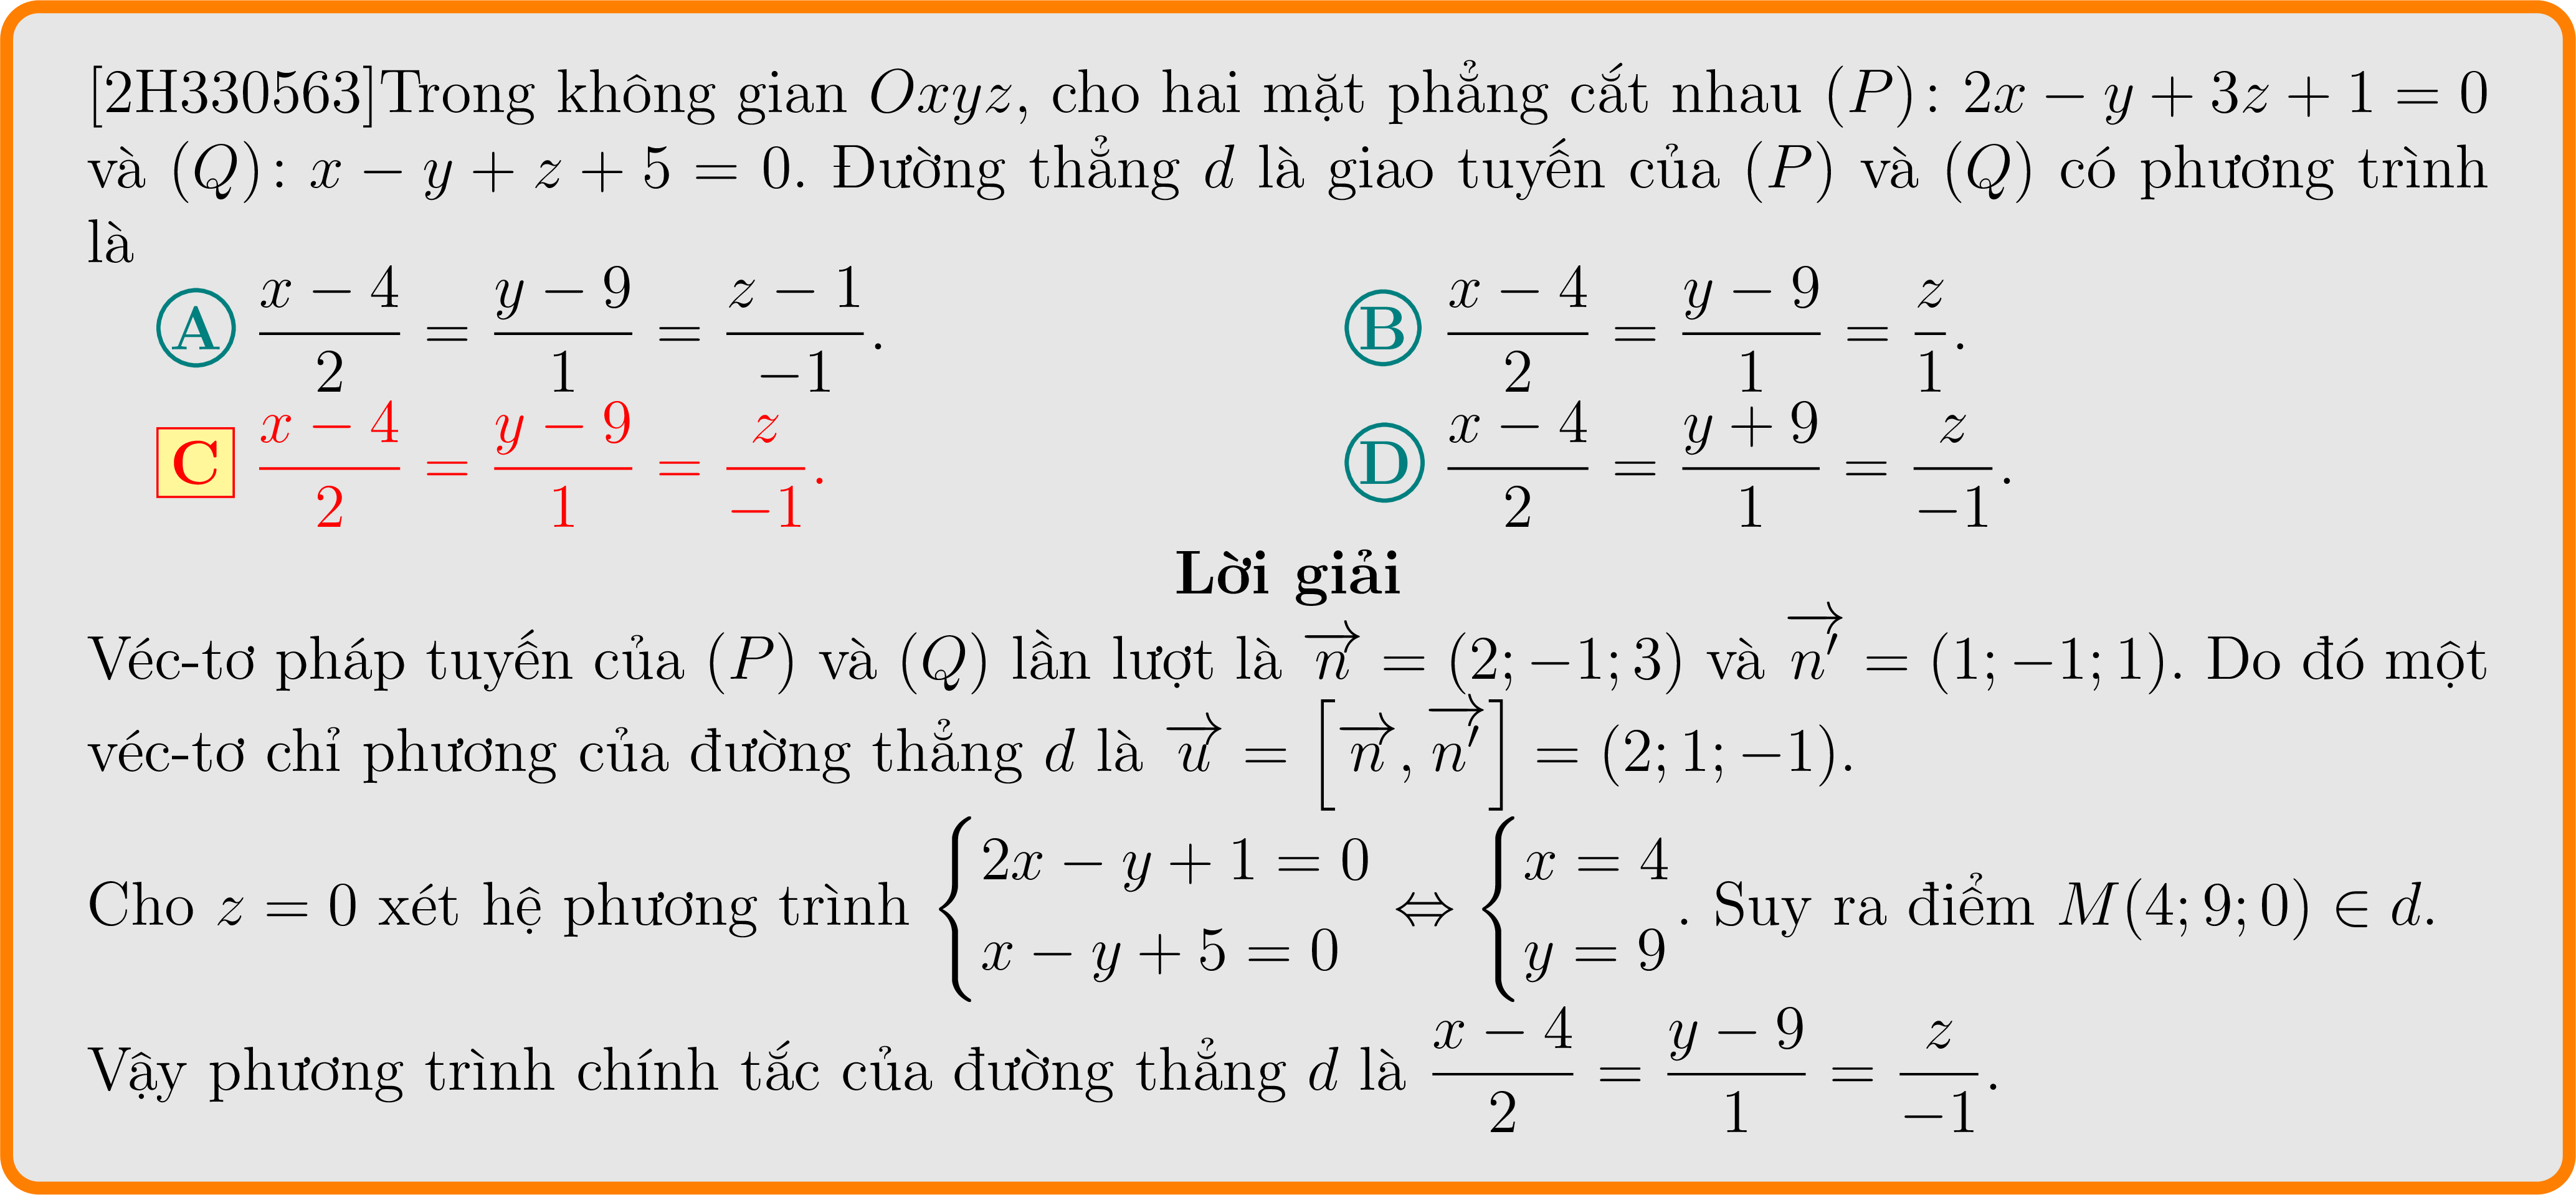 [2H330563]Trong không gian Oxyz, cho hai mặt phẳng cắt nhau (P): 2x − y + 3z + 1 = 0
và (Q): x − y + z + 5 = 0. Đường thẳng d là giao tuyến của (P) và (Q) có phương trình
là
A $\frac{x-4}{2} = \frac{y-9}{1} = \frac{z-1}{-1}$. B $\frac{x-4}{2} = \frac{y-9}{1} = \frac{z}{1}$.
C $\frac{x-4}{2} = \frac{y-9}{1} = \frac{z}{-1}$. D $\frac{x-4}{2} = \frac{y+9}{1} = \frac{z}{-1}$.
Lời giải
Véc-tơ pháp tuyến của (P) và (Q) lần lượt là $\overrightarrow{n} = (2; -1; 3)$ và $\overrightarrow{n'} = (1; -1; 1)$. Do đó một
véc-tơ chỉ phương của đường thẳng d là $\overrightarrow{u} = \left[\overrightarrow{n}, \overrightarrow{n'}\right] = (2; 1; -1)$.
Cho z = 0 xét hệ phương trình $\begin{cases} 2x - y + 1 = 0 \\ x - y + 5 = 0 \end{cases} \Leftrightarrow \begin{cases} x = 4 \\ y = 9 \end{cases}$. Suy ra điểm M(4; 9; 0) ∈ d.
Vậy phương trình chính tắc của đường thẳng d là $\frac{x-4}{2} = \frac{y-9}{1} = \frac{z}{-1}$.